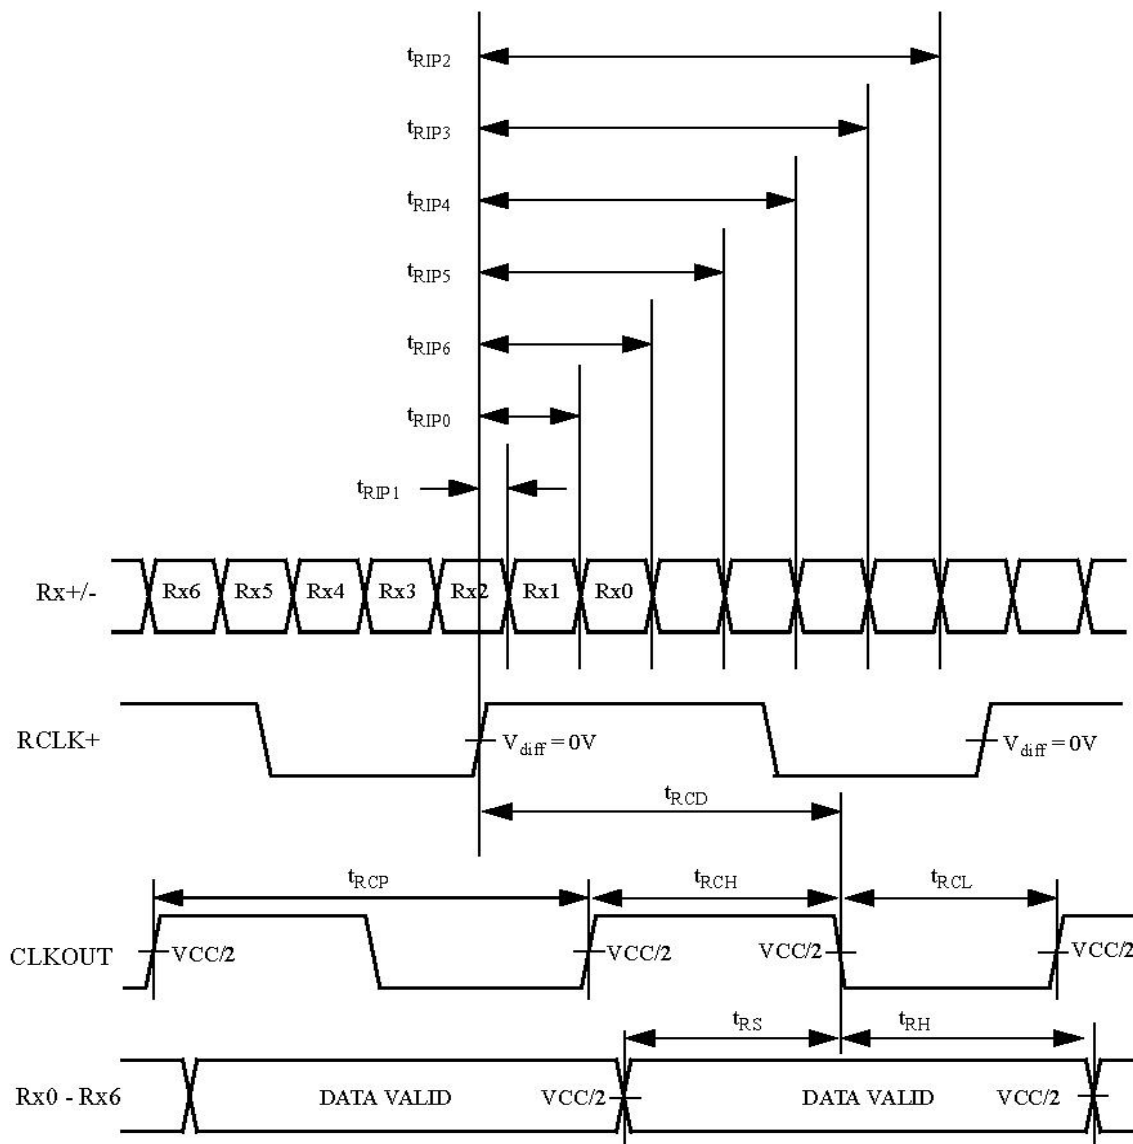 tRIP2
tRIP3
tRIP4
tRIP5
tRIP6
tRIP0
tRIP1
Rx+/- Rx6 Rx5 Rx4 Rx3 Rx2 Rx1 Rx0
RCLK+ Vdiff = 0V Vdiff = 0V
tRCD
tRCP tRCH tRCL
CLKOUT VCC/2 VCC/2 VCC/2 VCC/2
tRS tRH
Rx0 - Rx6 DATA VALID VCC/2 DATA VALID VCC/2